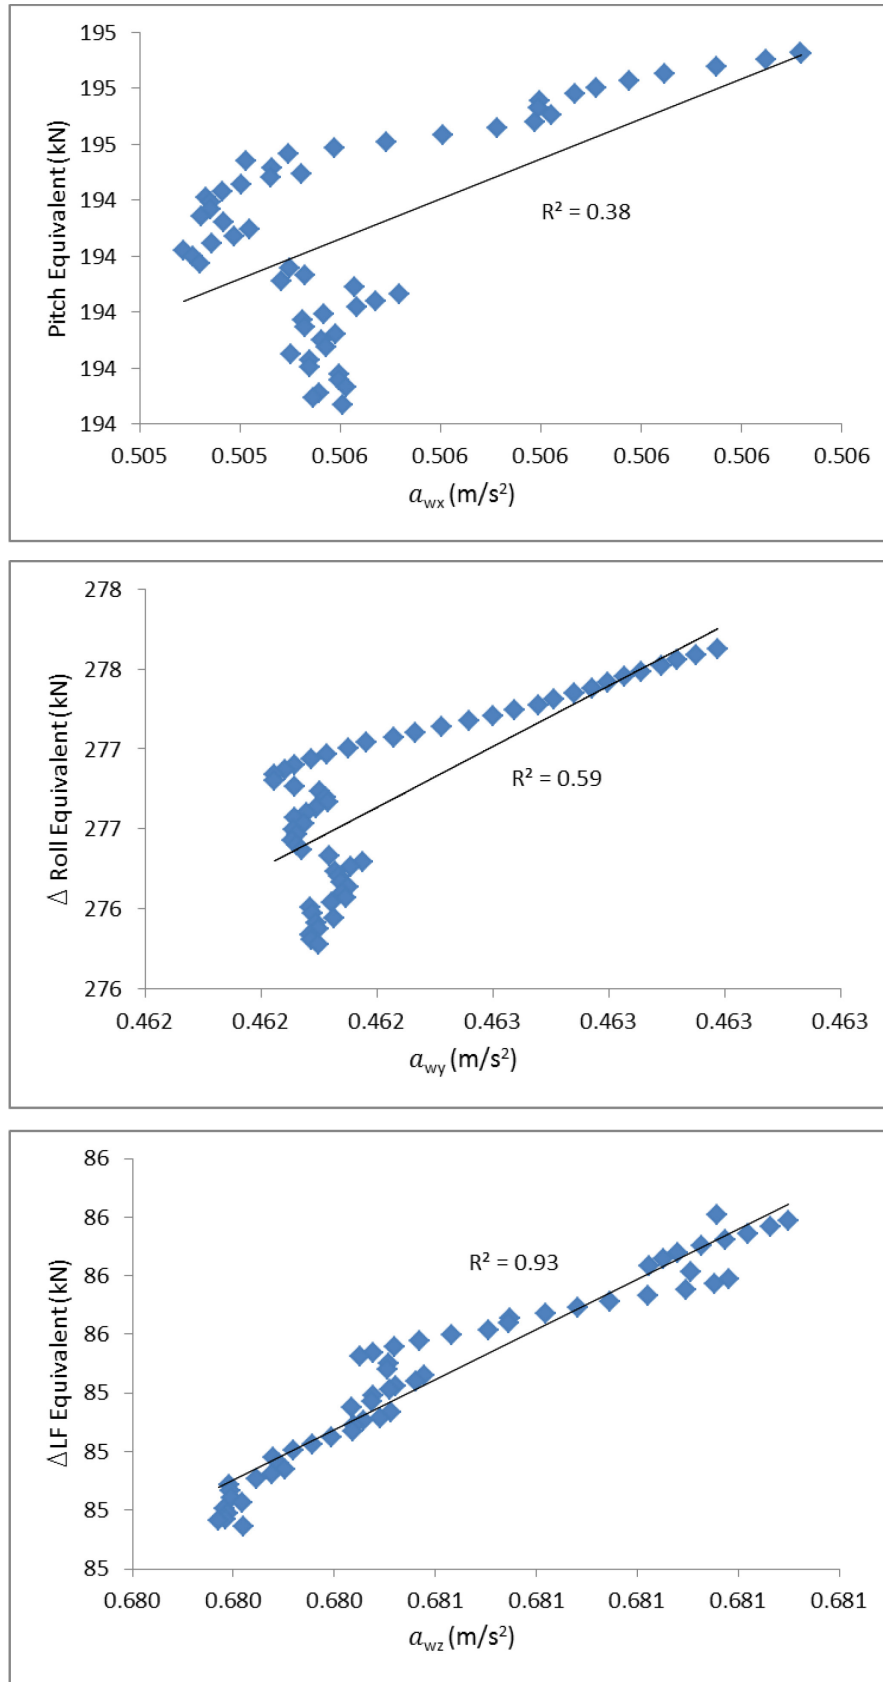 195
195
195
194
194
194
194
194
Pitch Equivalent (kN)
R² = 0.38
0.505 0.505 0.506 0.506 0.506 0.506 0.506 0.506
awx (m/s²)
278
278
277
277
276
276
△ Roll Equivalent (kN)
R² = 0.59
0.462 0.462 0.462 0.463 0.463 0.463 0.463
awy (m/s²)
86
86
86
86
85
85
85
85
△LF Equivalent (kN)
R² = 0.93
0.680 0.680 0.680 0.681 0.681 0.681 0.681 0.681
awz (m/s²)